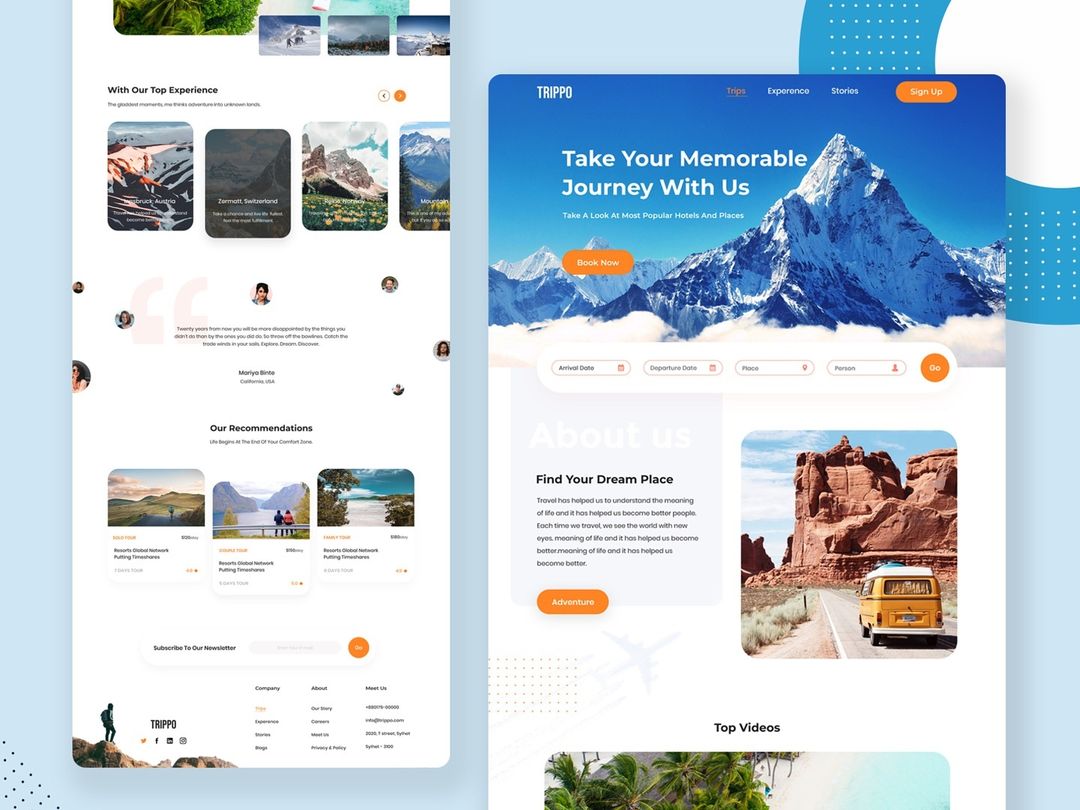 With Our Top Experience
The gladdest moments, me thinks adventure into unknown lands.
Innsbruck, Austria
Travel has helped us to understand
become better
Zermatt, Switzerland
Take a chance and live life fullest,
feel the most fulfilment.
Norway
Mountain
Twenty years from now you will be more disappointed by the things you
didn't do than by the ones you did do. So throw off the bowlines. Catch the
trade winds in your sails, Explore. Dream. Discover.
Mariya Binte
California, USA
Our Recommendations
Life Begins At The End Of Your Comfort Zone.
SOLO TOUR $120/day
Resorts Global Network
Putting Timeshares
7 DAYS TOUR 4.0
COUPLE TOUR $150/day
Resorts Global Network
Putting Timeshares
5 DAYS TOUR 5.0
FAMILY TOUR $180/day
Resorts Global Network
Putting Timeshares
DAYS TOUR 4.5
Subscribe To Our Newsletter
Go
TRIPPO
Company
Trips
Experience
Stories
Blogs
About
Our Story
Careers
Meet Us
Privacy & Policy
Meet Us
+880179-00000
info@trippo.com
2020, T street, Sylhet
Sylhet - 3100
TRIPPO
Trips
Experence
Stories
Sign Up
Take Your Memorable
Journey With Us
Take A Look At Most Popular Hotels And Places
Book Now
Arrival Date
Departure Date
Place
Person
Go
About us
Find Your Dream Place
Travel has helped us to understand the meaning
of life and it has helped us become better people.
Each time we travel, we see the world with new
eyes. meaning of life and it has helped us become
better.meaning of life and it has helped us
become better.
Adventure
Top Videos